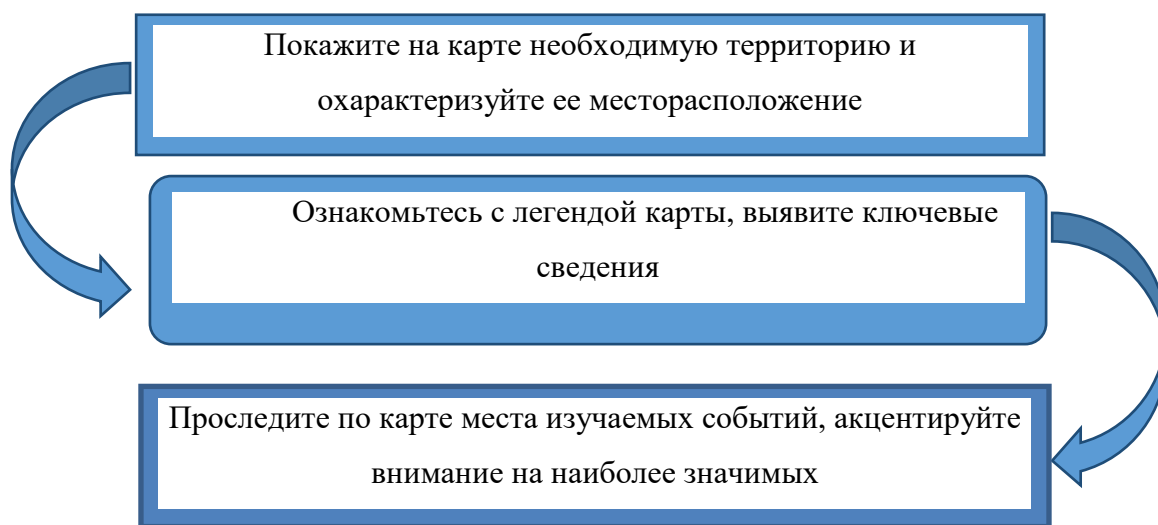 Покажите на карте необходимую территорию и
охарактеризуйте ее месторасположение
Ознакомьтесь с легендой карты, выявите ключевые
сведения
Проследите по карте места изучаемых событий, акцентируйте
внимание на наиболее значимых